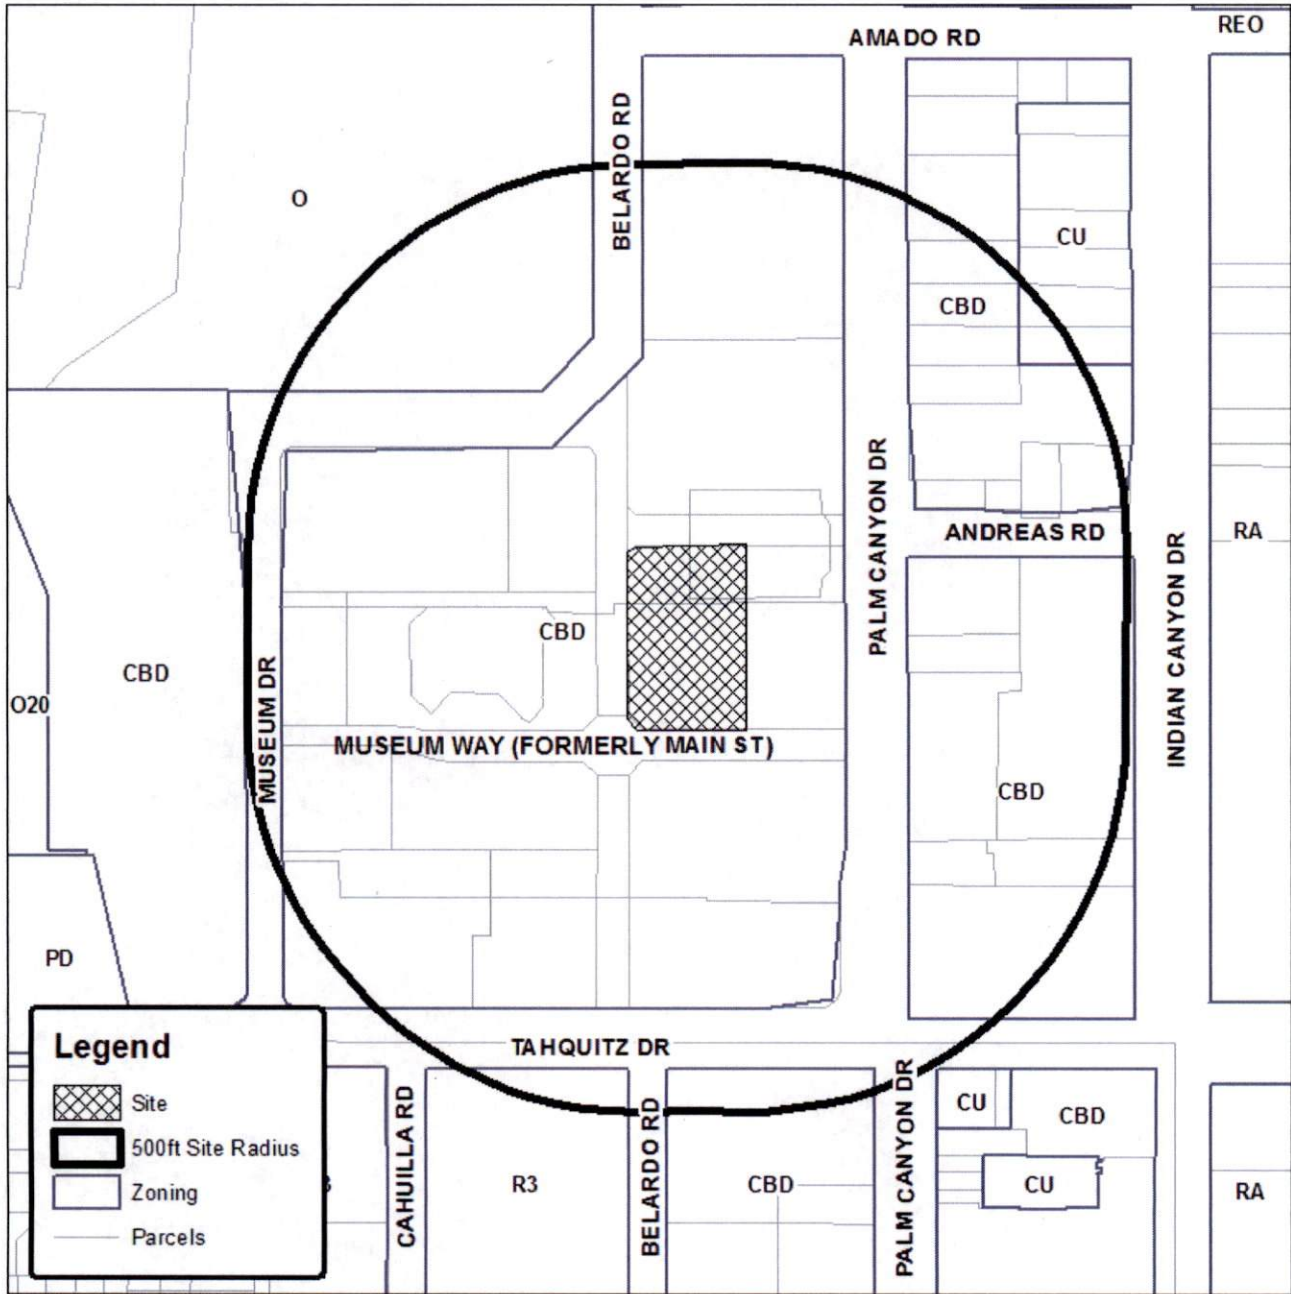 REO
AMADO RD
BELARDO RD
O
CU
CBD
PALM CANYON DR
ANDREAS RD
INDIAN CANYON DR
RA
CBD
CBD
O20
MUSEUM DR
MUSEUM WAY (FORMERLY MAIN ST)
CBD
PD
TAHQUITZ DR
Legend
Site
500ft Site Radius
Zoning
Parcels
CAHUILLA RD
R3
BELARDO RD
CBD
PALM CANYON DR
CU
CBD
CU
RA